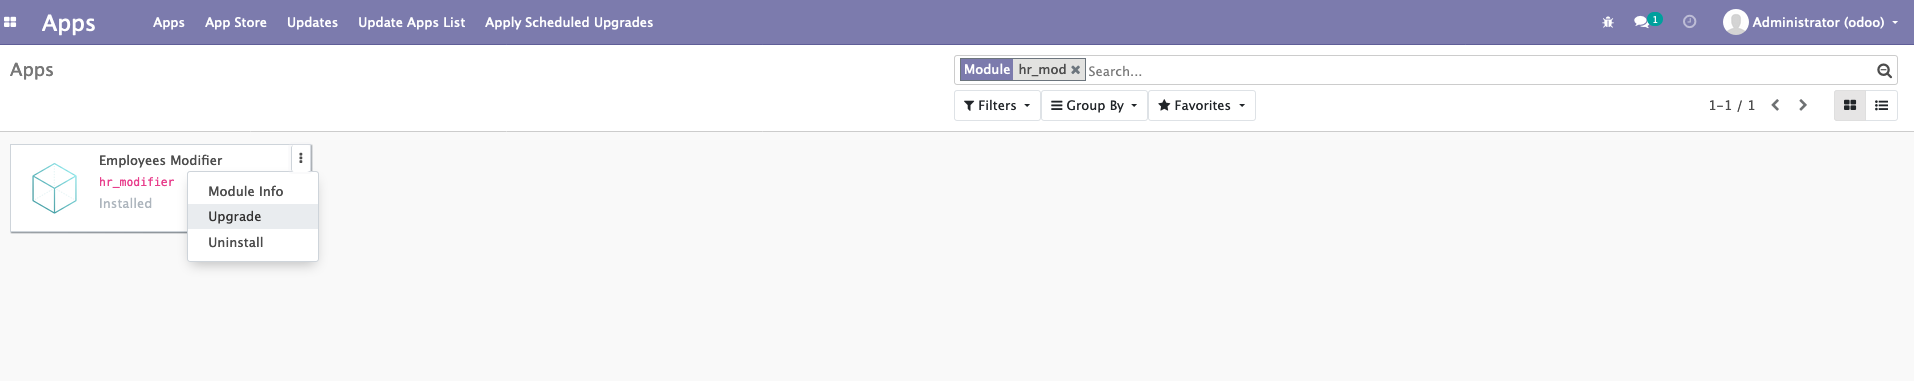 Apps Apps App Store Updates Update Apps List Apply Scheduled Upgrades 1 Administrator (odoo)
Apps
Module hr_mod Search...
Filters Group By Favorites 1-1 / 1
Employees Modifier
hr_modifier
Installed
Module Info
Upgrade
Uninstall